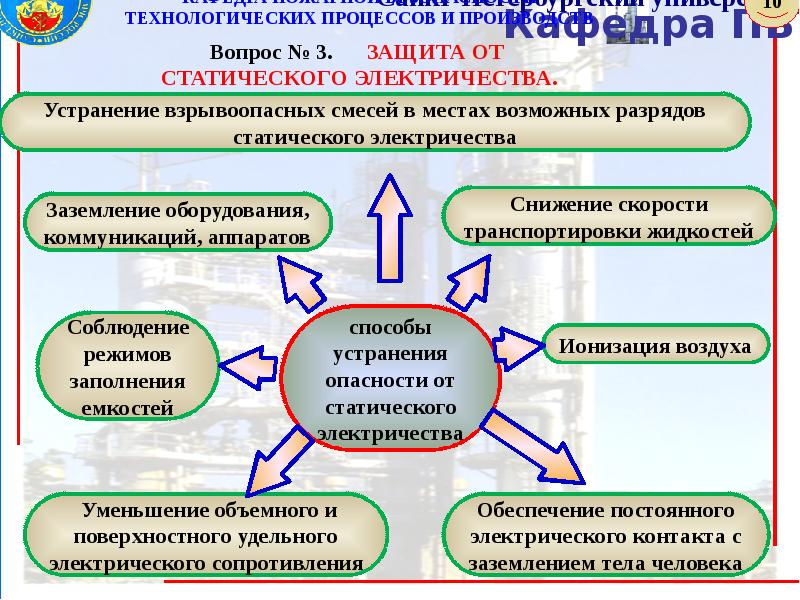 ТЕХНОЛОГИЧЕСКИХ ПРОЦЕССОВ И ПРОИЗВОДСТВ
Кафедра ПБ
10
Вопрос № 3. ЗАЩИТА ОТ
СТАТИЧЕСКОГО ЭЛЕКТРИЧЕСТВА.
Устранение взрывоопасных смесей в местах возможных разрядов
статического электричества
Заземление оборудования,
коммуникаций, аппаратов
Снижение скорости
транспортировки жидкостей
Соблюдение
режимов
заполнения
емкостей
способы
устранения
опасности от
статического
электричества
Ионизация воздуха
Уменьшение объемного и
поверхностного удельного
электрического сопротивления
Обеспечение постоянного
электрического контакта с
заземлением тела человека